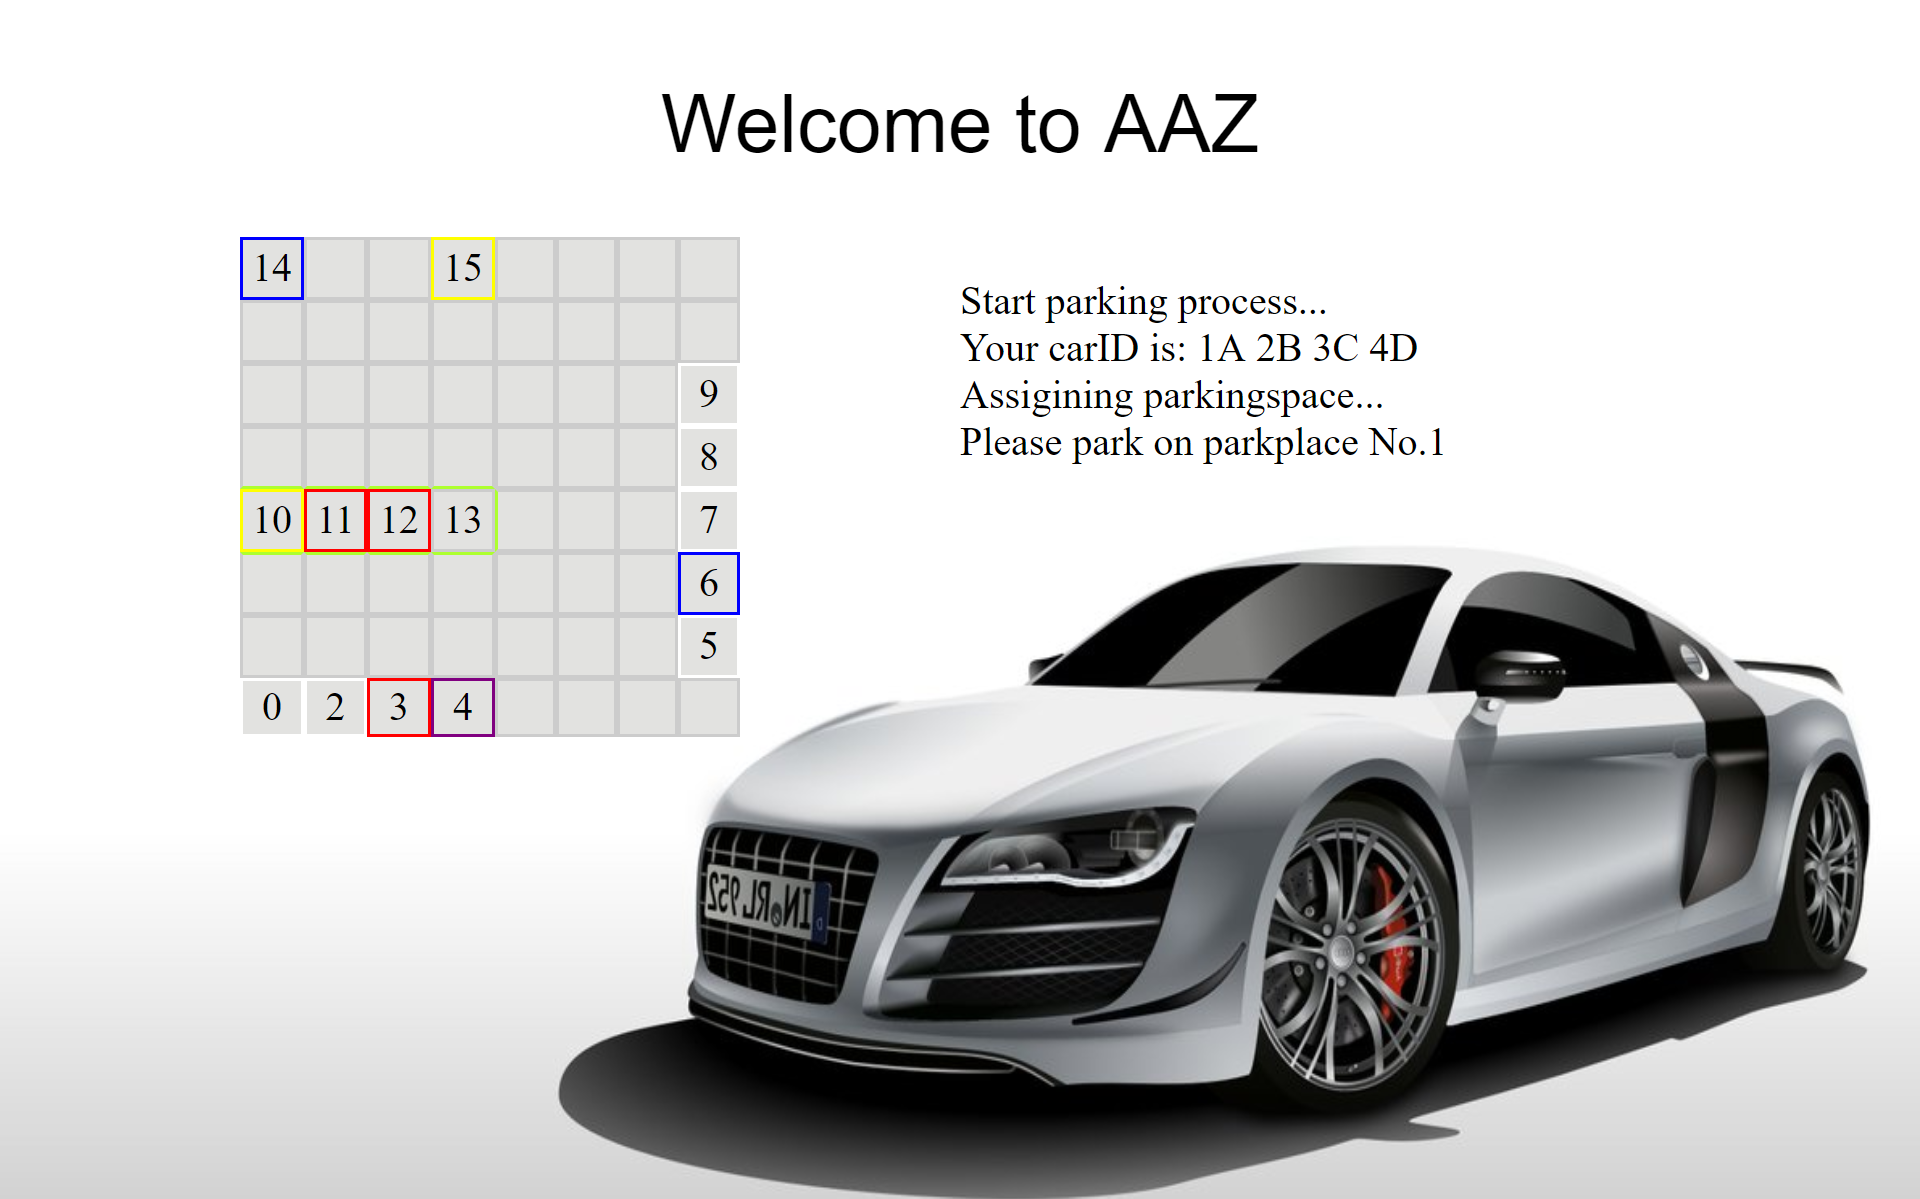 Welcome to AAZ
14 15
9
8
10 11 12 13 7
6
5
0 2 3 4
Start parking process...
Your carID is: 1A 2B 3C 4D
Assigining parkingspace...
Please park on parkplace No.1
IN RL 952
D